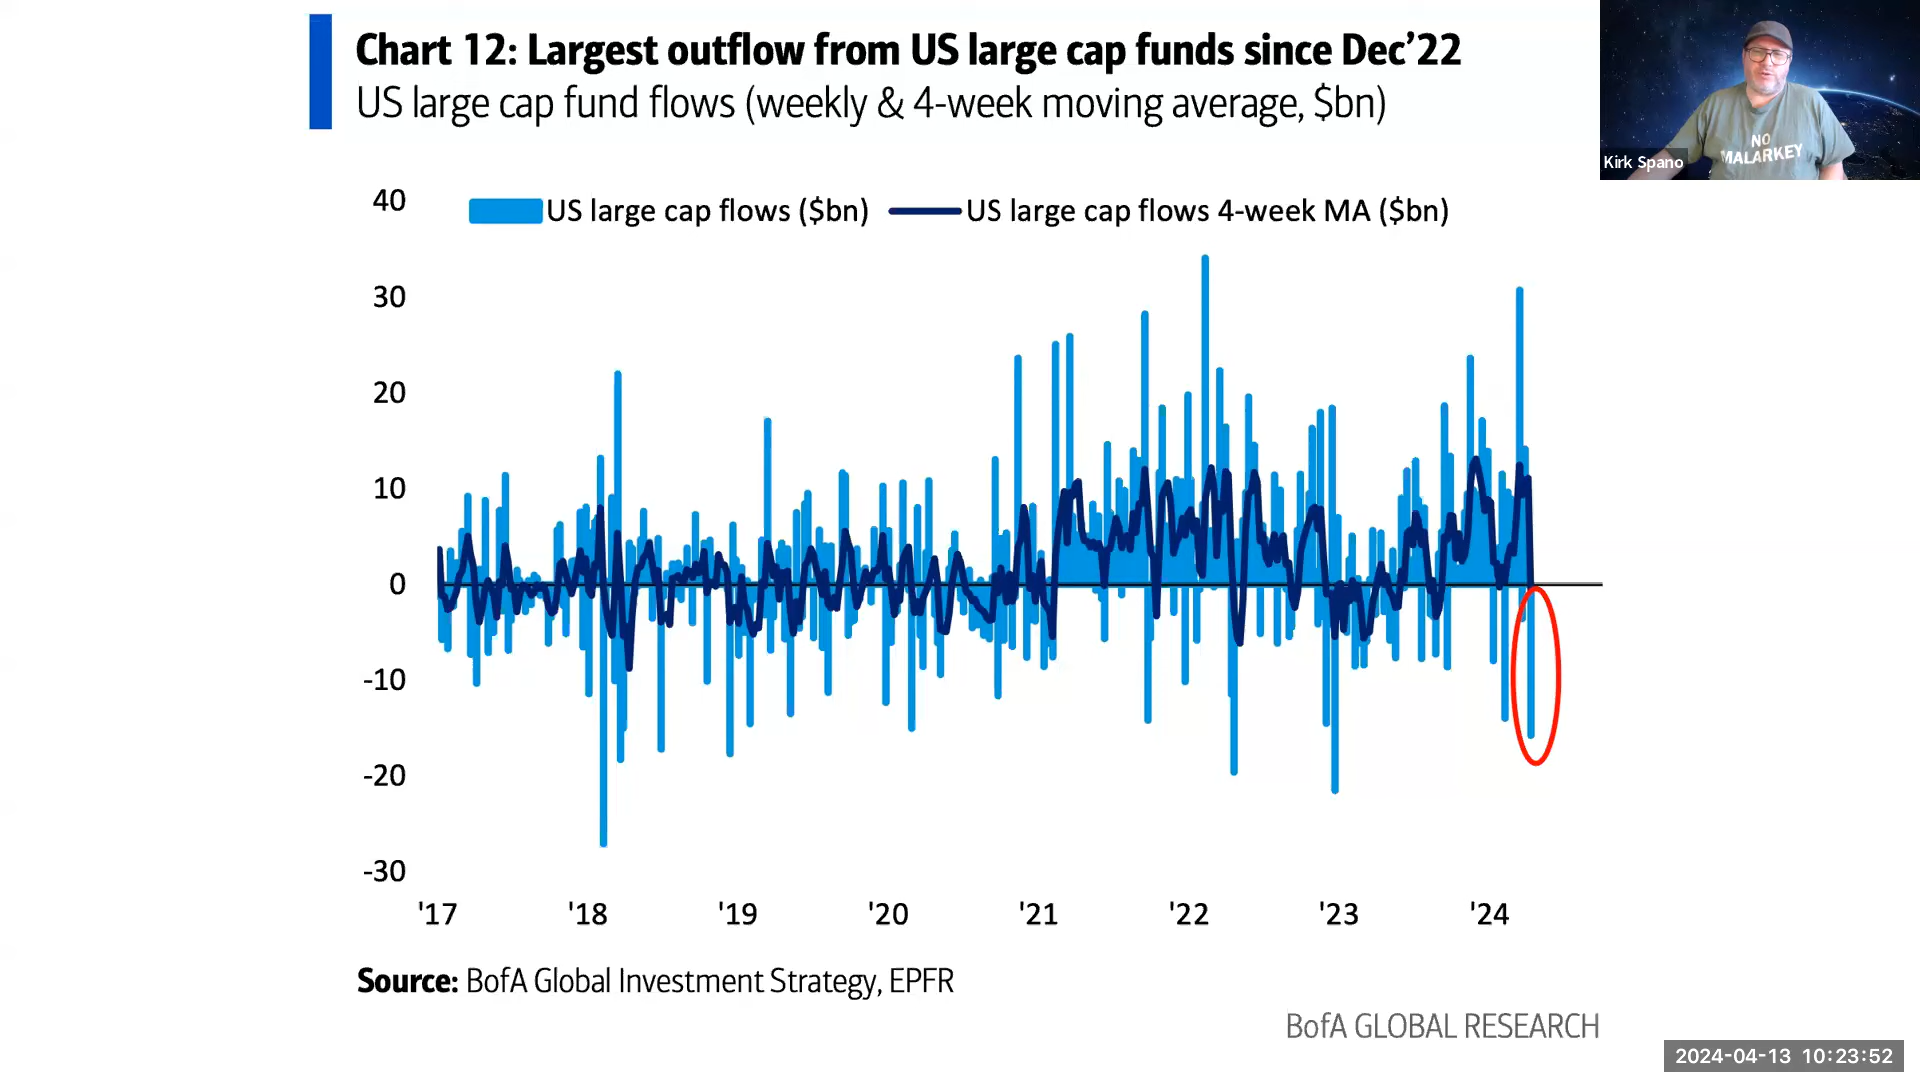 Chart 12: Largest outflow from US large cap funds since Dec'22
US large cap fund flows (weekly & 4-week moving average, $bn)
NO
MALARKEY
Kirk Spano
US large cap flows ($bn) US large cap flows 4-week MA ($bn)
40
30
20
10
0
-10
-20
-30
'17 '18 '19 '20 '21 '22 '23 '24
Source: BofA Global Investment Strategy, EPFR
BofA GLOBAL RESEARCH
2024-04-13 10:23:52